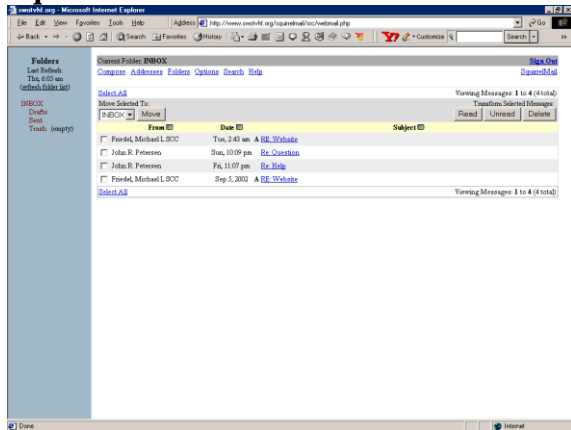 swotvhf.org - Microsoft Internet Explorer
File Edit View Favorites Tools Help Address http://www.swotvhf.org/squirrelmail/src/webmail.php Go
Back Search Favorites History Customize Search
Folders
Last Refresh:
Thu, 6:05 am
(refresh folder list)
INBOX
Drafts
Sent
Trash (empty)
Current Folder: INBOX Sign Out
Compose Addresses Folders Options Search Help SquirrelMail
Select All Viewing Messages: 1 to 4 (4 total)
Move Selected To: Transform Selected Messages:
INBOX Move Read Unread Delete
From Date Subject
Friedel, Michael L SCC Tue, 2:43 am A RE: Website
John R. Petersen Sun, 10:09 pm Re: Question
John R. Petersen Fri, 11:07 pm Re: Help
Friedel, Michael L SCC Sep 5, 2002 A RE: Website
Select All Viewing Messages: 1 to 4 (4 total)
Done Internet